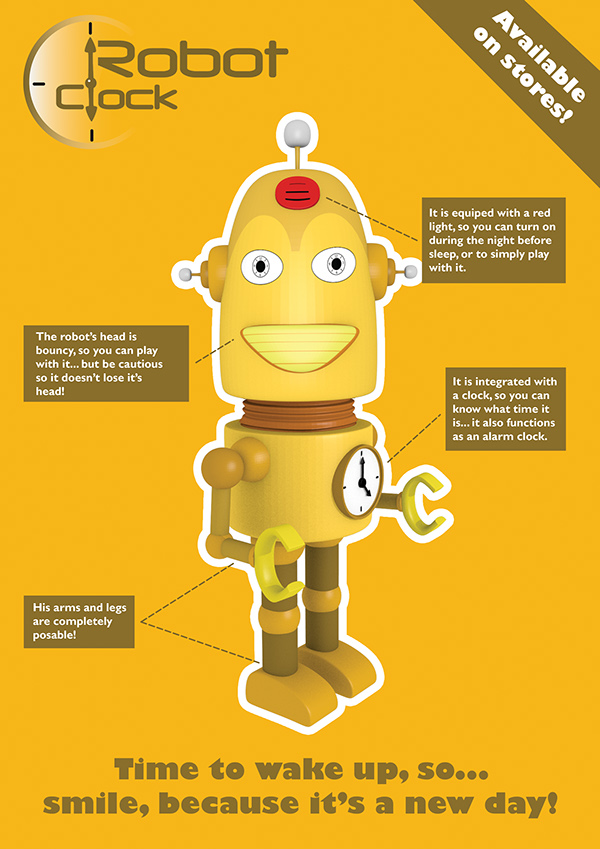 Robot
Clock
Available
on stores!
It is equiped with a red
light, so you can turn on
during the night before
sleep, or to simply play
with it.
The robot's head is
bouncy, so you can play
with it... but be cautious
so it doesn't lose it's
head!
It is integrated with
a clock, so you can
know what time it
is... it also functions
as an alarm clock.
His arms and legs
are completely
posable!
Time to wake up, so...
smile, because it's a new day!